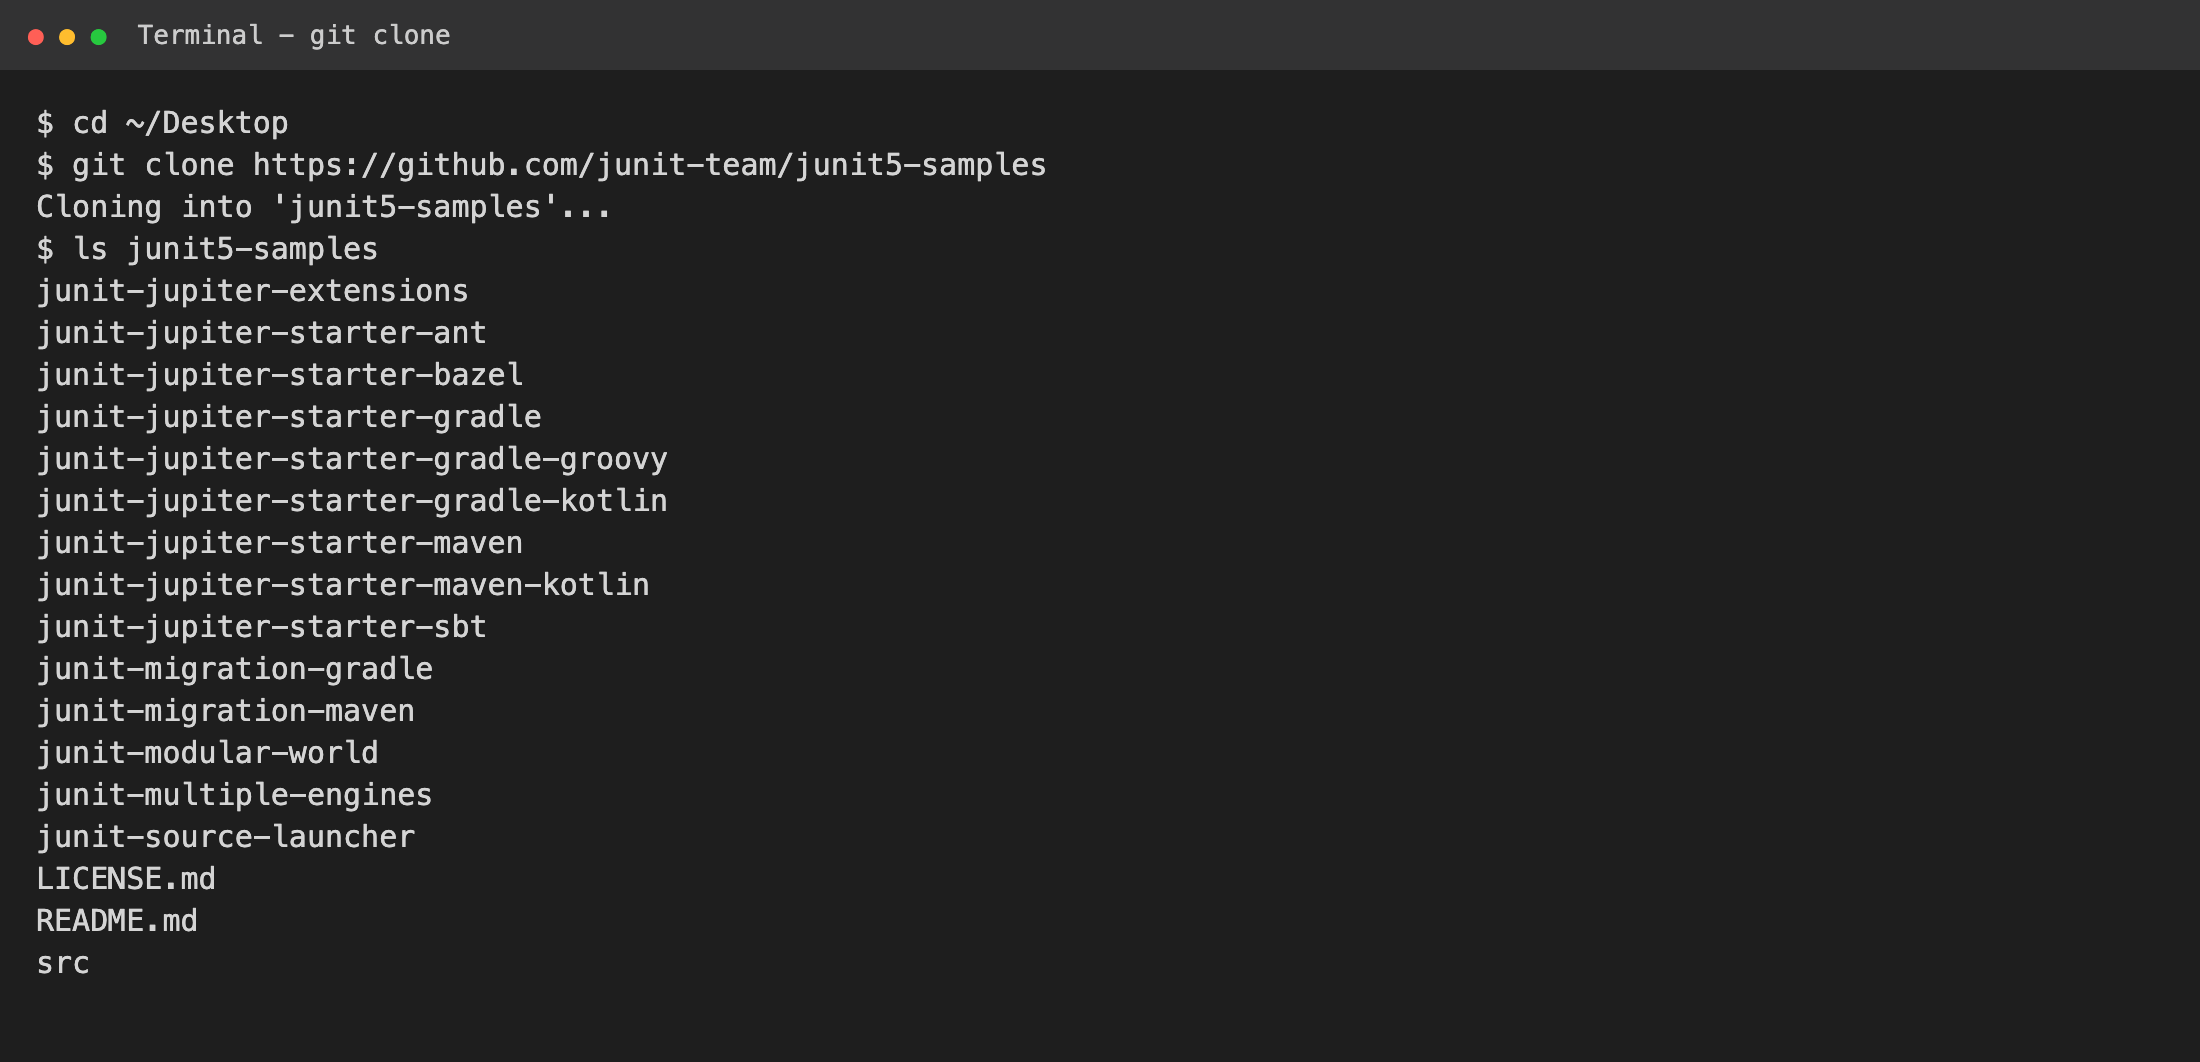 Terminal — git clone
$ cd ~/Desktop
$ git clone https://github.com/junit-team/junit5-samples
Cloning into 'junit5-samples'...
$ ls junit5-samples
junit-jupiter-extensions
junit-jupiter-starter-ant
junit-jupiter-starter-bazel
junit-jupiter-starter-gradle
junit-jupiter-starter-gradle-groovy
junit-jupiter-starter-gradle-kotlin
junit-jupiter-starter-maven
junit-jupiter-starter-maven-kotlin
junit-jupiter-starter-sbt
junit-migration-gradle
junit-migration-maven
junit-modular-world
junit-multiple-engines
junit-source-launcher
LICENSE.md
README.md
src